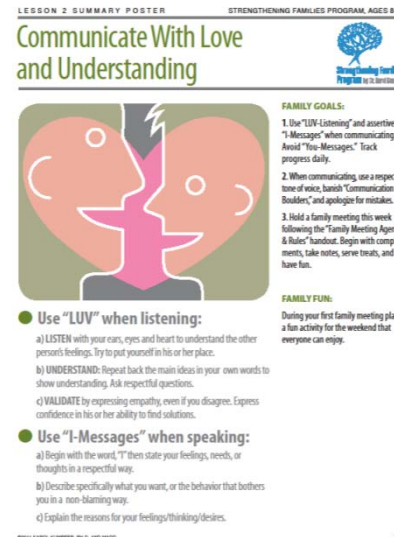 LESSON 2 SUMMARY POSTER
STRENGTHENING FAMILIES PROGRAM, AGES 8
Communicate With Love
and Understanding
Strengthening Famil
Program
FAMILY GOALS:
1. Use "LUV-Listening" and assertive
"I-Messages" when communicating
Avoid "You-Messages." Track
progress daily.
2. When communicating, use a respec
tone of voice, banish "Communication
Boulders," and apologize for mistakes.
3. Hold a family meeting this week
following the "Family Meeting Agen
& Rules" handout. Begin with comp
ments, take notes, serve treats, and
have fun.
FAMILY FUN:
During your first family meeting pla
a fun activity for the weekend that
everyone can enjoy.
Use "LUV" when listening:
a) LISTEN with your ears, eyes and heart to understand the other
person's feelings. Try to put yourself in his or her place.
b) UNDERSTAND: Repeat back the main ideas in your own words to
show understanding. Ask respectful questions.
c) VALIDATE by expressing empathy, even if you disagree. Express
confidence in his or her ability to find solutions.
Use "I-Messages" when speaking:
a) Begin with the word, "I" then state your feelings, needs, or
thoughts in a respectful way.
b) Describe specifically what you want, or the behavior that bothers
you in a non-blaming way.
c) Explain the reasons for your feelings/thinking/desires.